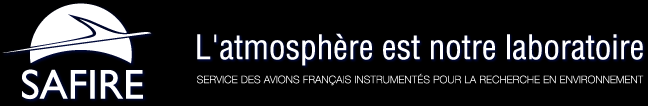 SAFIRE
L'atmosphère est notre laboratoire
SERVICE DES AVIONS FRANÇAIS INSTRUMENTÉS POUR LA RECHERCHE EN ENVIRONNEMENT